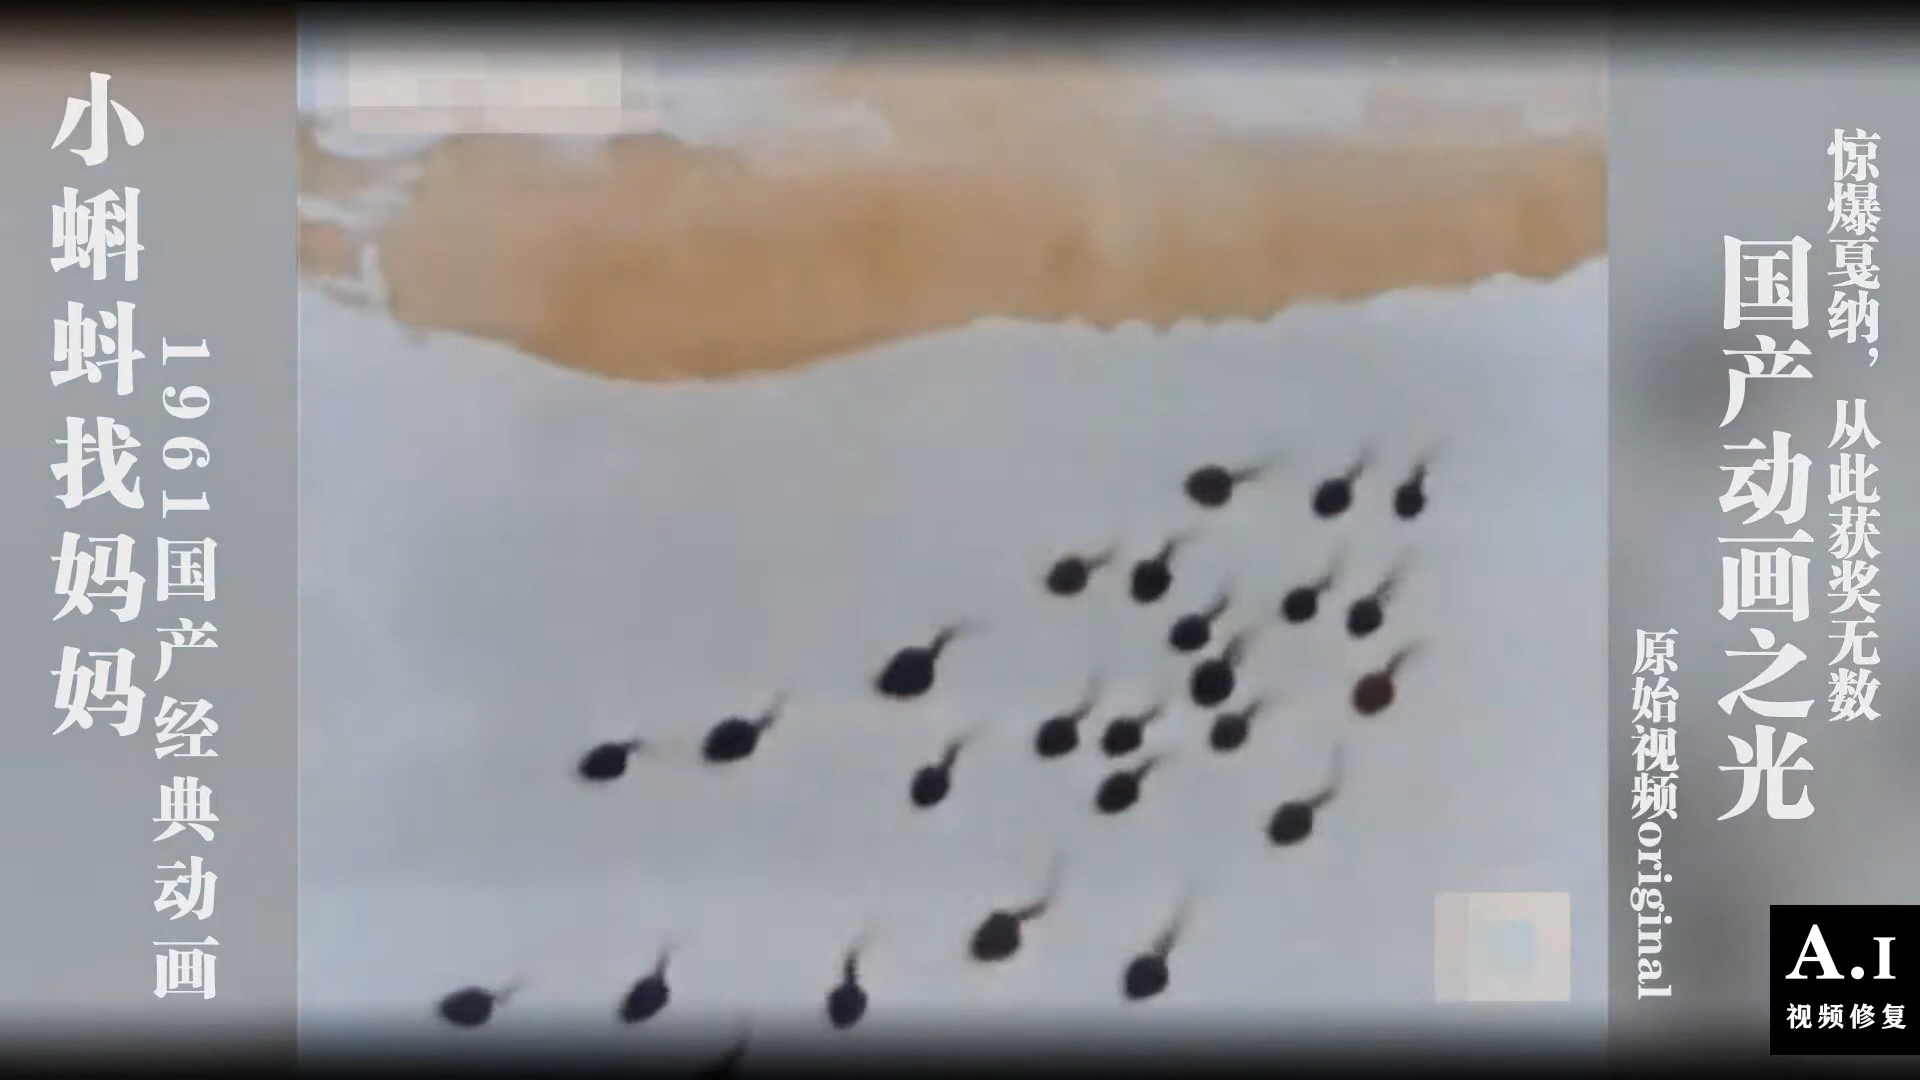 小蝌蚪找妈妈
1961国产经典动画
惊爆戛纳，从此获奖无数
国产动画之光
原始视频original
A.I
视频修复